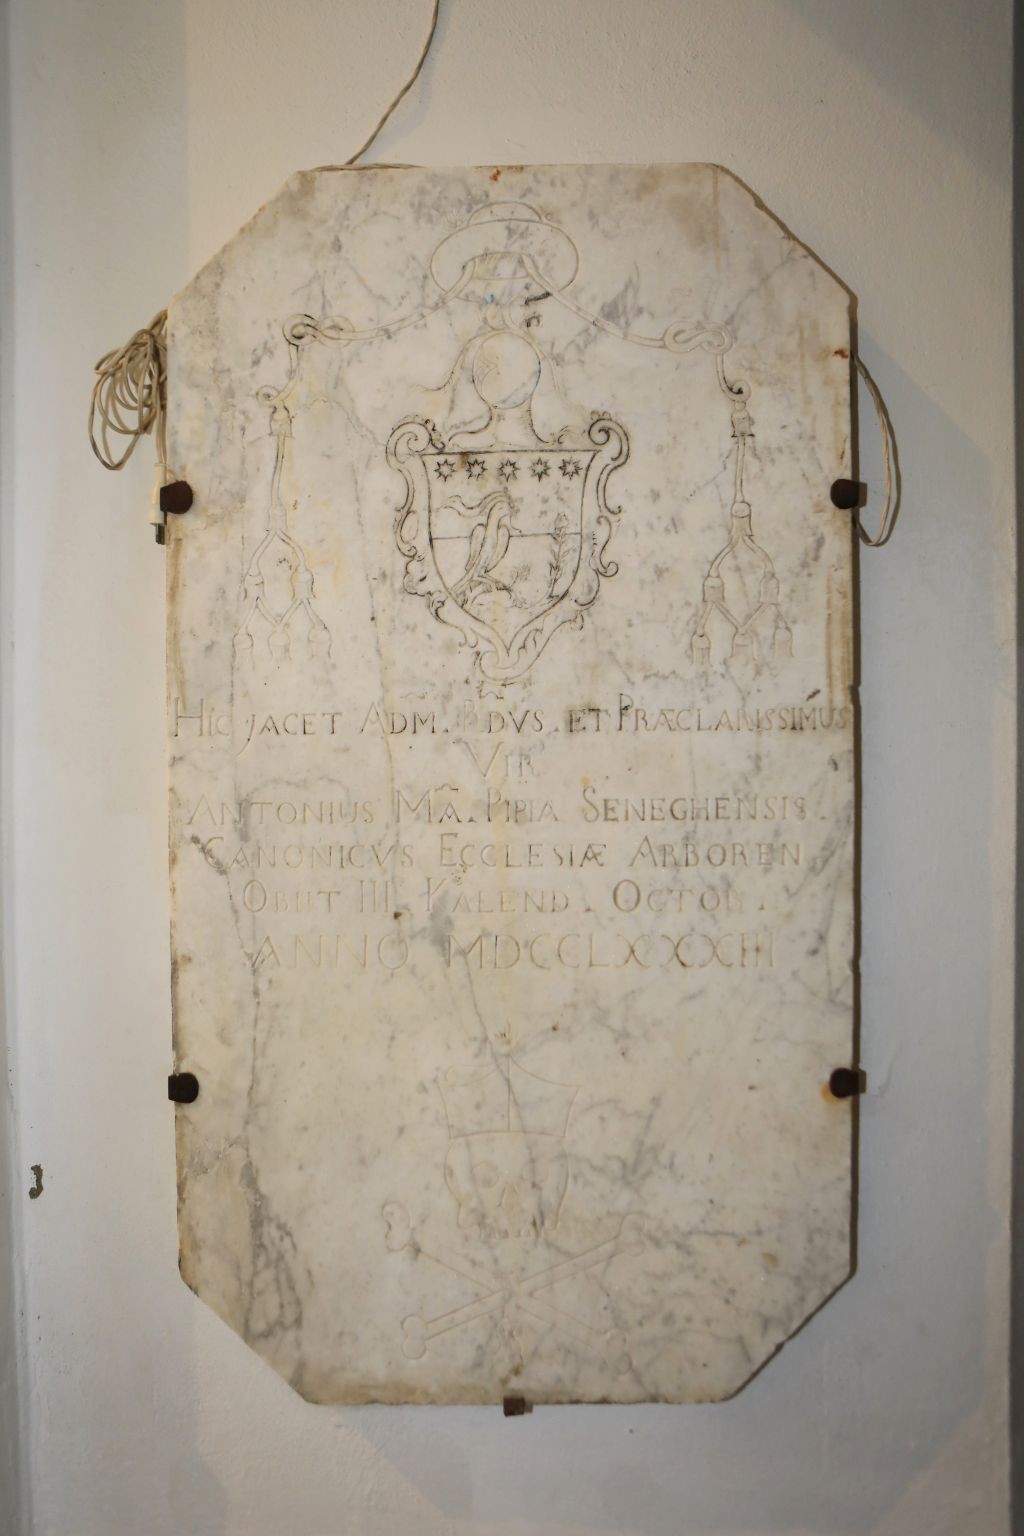 HIC JACET ADM. RDVS. ET PRÆCLARISSIMUS
VIR
ANTONIUS MA. PIPIA SENEGHENSIS.
CANONICVS ECCLESIÆ ARBOREN
OBIIT III KALEND. OCTOB.
ANNO MDCCLXXXXIII